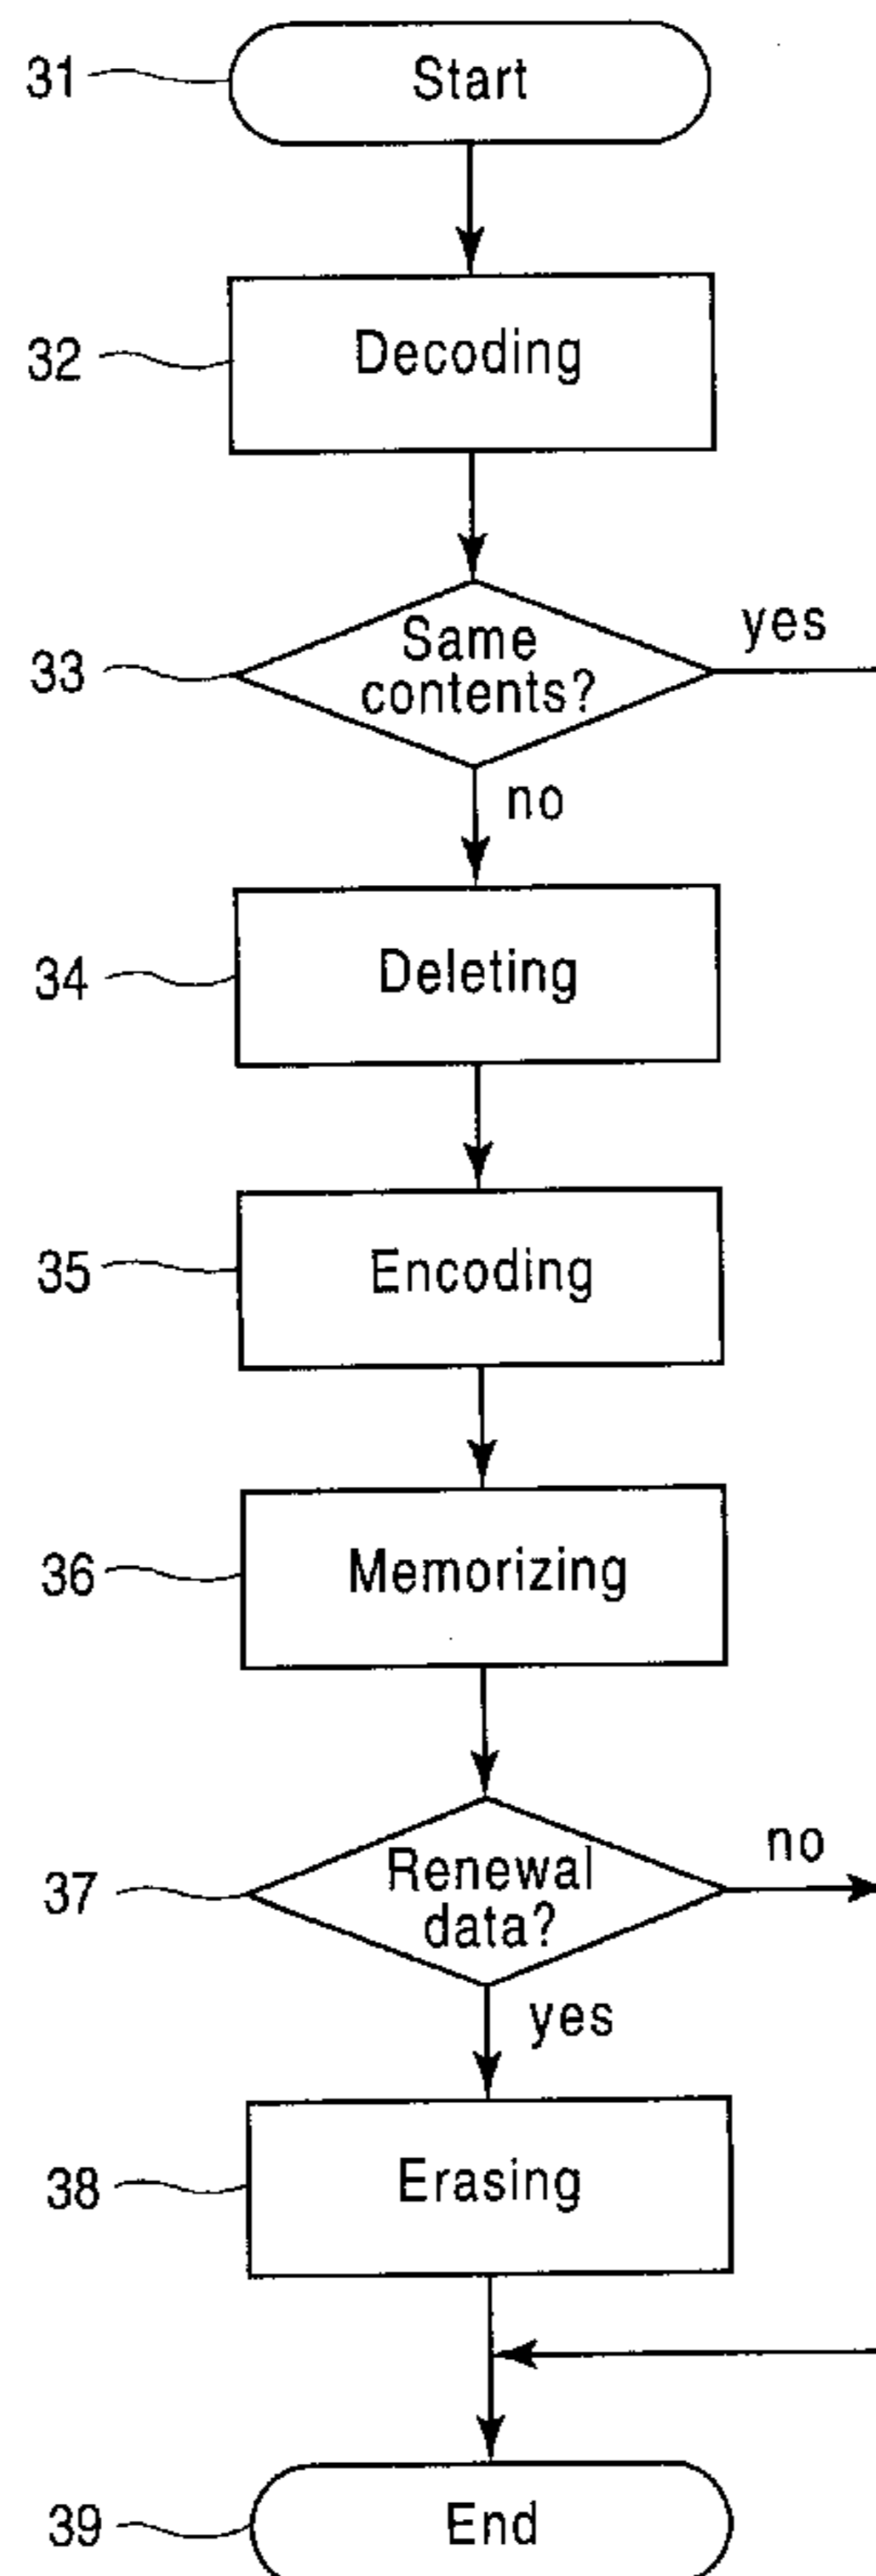 31
Start
32
Decoding
33
Same
contents?
yes
no
34
Deleting
35
Encoding
36
Memorizing
37
Renewal
data?
no
yes
38
Erasing
39
End